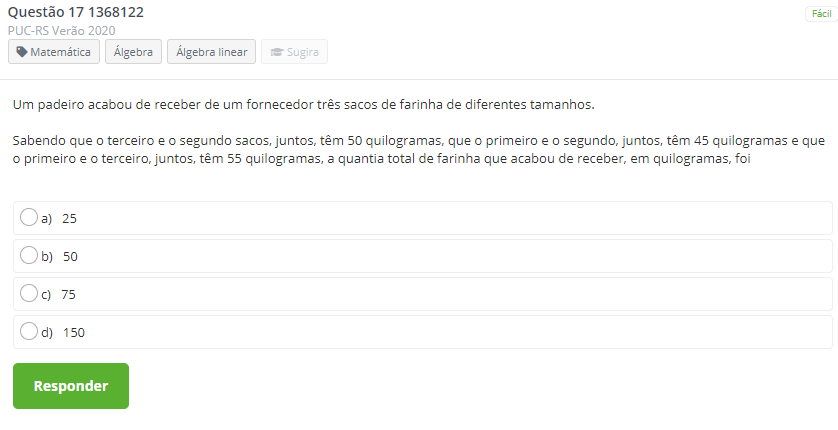 Questão 17 1368122
Fácil
PUC-RS Verão 2020
Matemática Álgebra Álgebra linear Sugira
Um padeiro acabou de receber de um fornecedor três sacos de farinha de diferentes tamanhos.
Sabendo que o terceiro e o segundo sacos, juntos, têm 50 quilogramas, que o primeiro e o segundo, juntos, têm 45 quilogramas e que
o primeiro e o terceiro, juntos, têm 55 quilogramas, a quantia total de farinha que acabou de receber, em quilogramas, foi
a) 25
b) 50
c) 75
d) 150
Responder